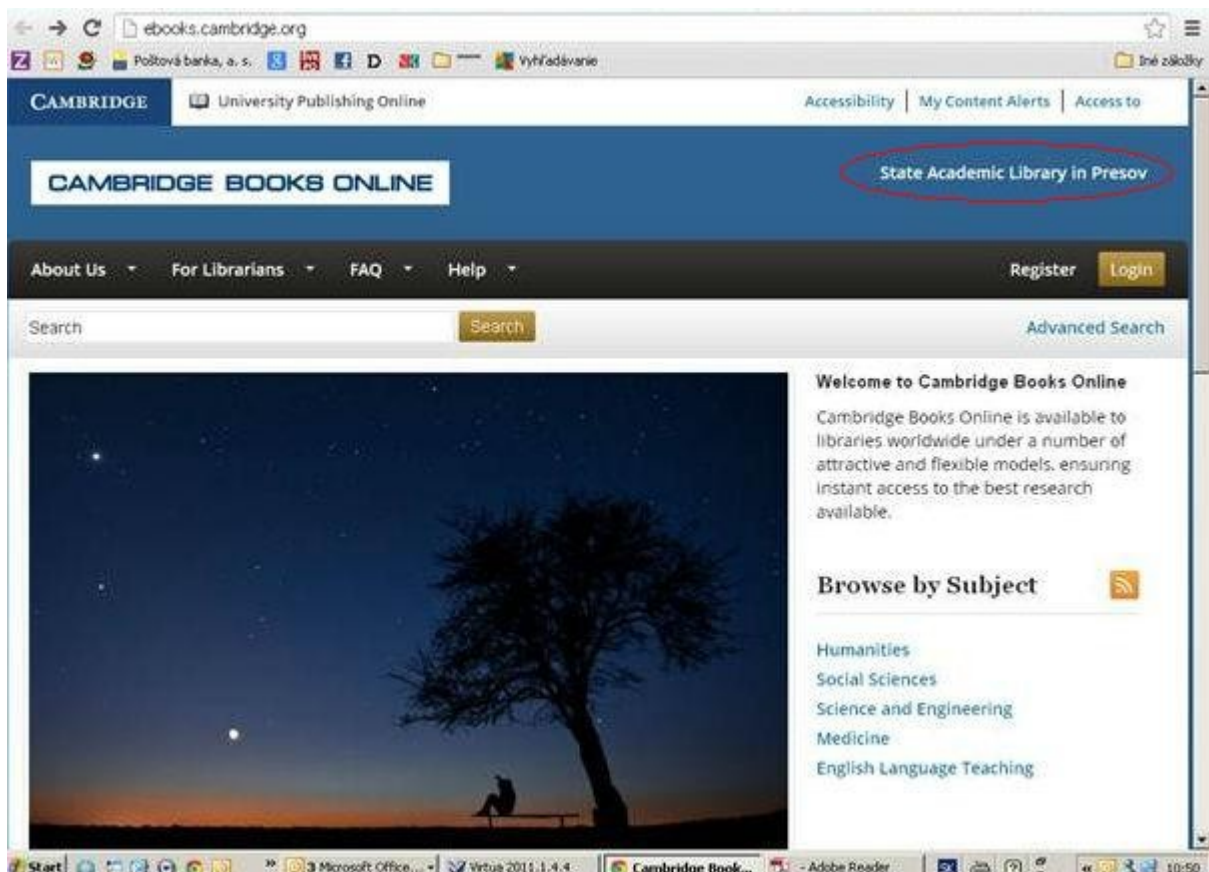 ebooks.cambridge.org
Z Poštová banka, a. s. 8 D Vyhľadávanie Iné záložky
CAMBRIDGE University Publishing Online Accessibility | My Content Alerts | Access to
CAMBRIDGE BOOKS ONLINE State Academic Library in Presov
About Us For Librarians FAQ Help Register Login
Search Search Advanced Search
Welcome to Cambridge Books Online
Cambridge Books Online is available to
libraries worldwide under a number of
attractive and flexible models, ensuring
instant access to the best research
available.
Browse by Subject
Humanities
Social Sciences
Science and Engineering
Medicine
English Language Teaching
Start » 3 Microsoft Office... Virtua 2011.1.4.4 Cambridge Book... - Adobe Reader SK « 10:50